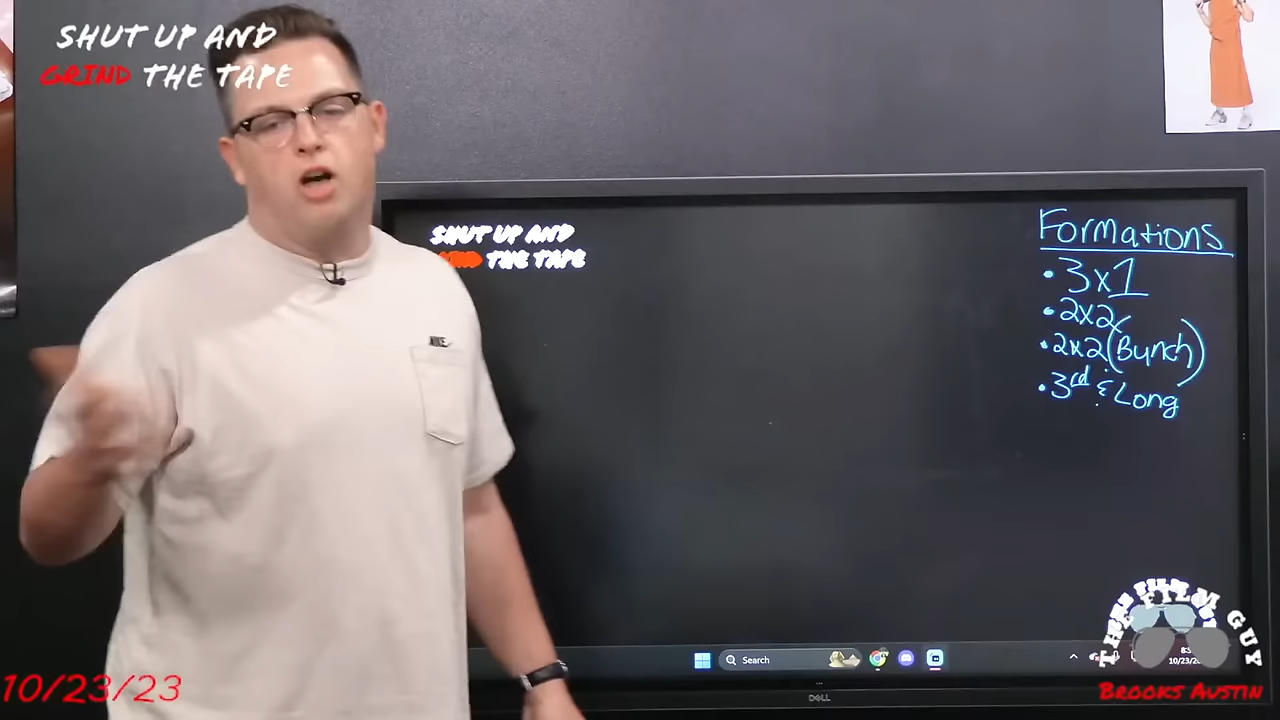 SHUT UP AND
GRIND THE TAPE
SHUT UP AND
GRIND THE TAPE
Formations
• 3x1
• 2x2
• 2x2 (Bunch)
• 3rd & Long
NIKE
Search
DELL
10/23/23
THE FILM GUY
BROOKS AUSTIN